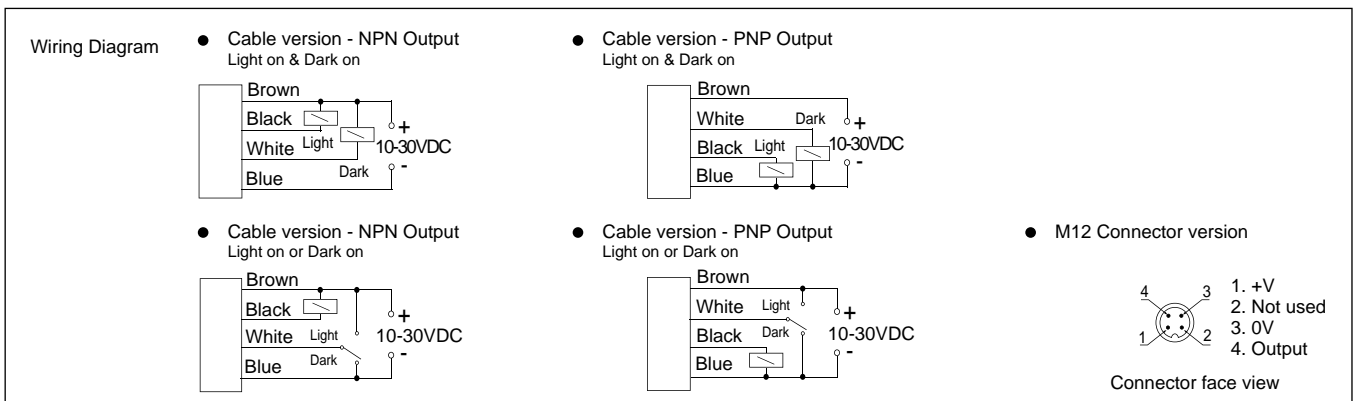 Wiring Diagram
● Cable version - NPN Output
Light on & Dark on
Brown
Black
Light
White
Dark
Blue
+
10-30VDC
-
● Cable version - PNP Output
Light on & Dark on
Brown
White
Dark
Black
Light
Blue
+
10-30VDC
-
● Cable version - NPN Output
Light on or Dark on
Brown
Black
White
Light
Dark
Blue
+
10-30VDC
-
● Cable version - PNP Output
Light on or Dark on
Brown
White
Light
Black
Dark
Blue
+
10-30VDC
-
● M12 Connector version
4
3
1
2
1. +V
2. Not used
3. 0V
4. Output
Connector face view